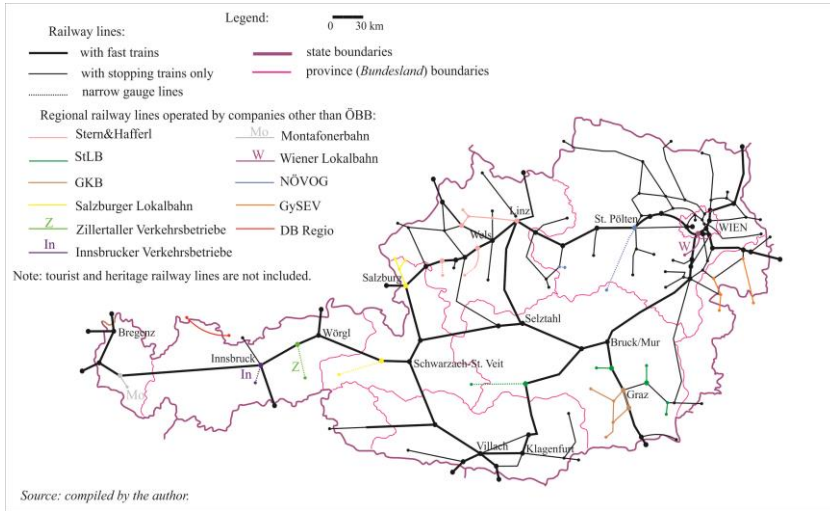 Legend:
0 30 km
Railway lines:
with fast trains
state boundaries
with stopping trains only
province (Bundesland) boundaries
narrow gauge lines
Regional railway lines operated by companies other than ÖBB:
Stern&Hafferl
Mo Montafonerbahn
StLB
W Wiener Lokalbahn
GKB
NÖVOG
Salzburger Lokalbahn
GySEV
Z Zillertaller Verkehrsbetriebe
DB Regio
In Innsbrucker Verkehrsbetriebe
Note: tourist and heritage railway lines are not included.
Linz
St. Pölten
WIEN
Wels
W
Salzburg
Selztahl
Bregenz
Wörgl
Bruck/Mur
Innsbruck
Schwarzach-St. Veit
In
Z
Mo
Graz
Villach
Klagenfurt
Source: compiled by the author.